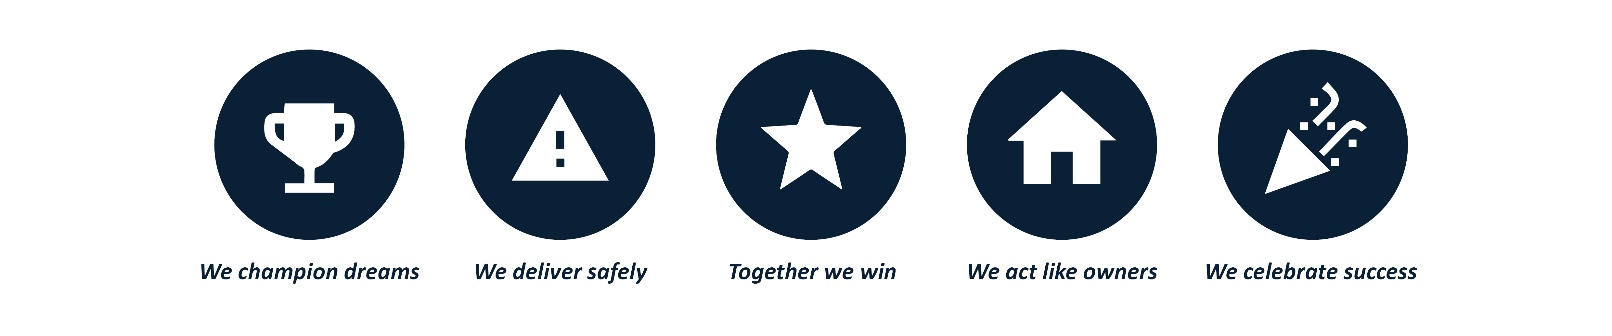 We champion dreams
We deliver safely
Together we win
We act like owners
We celebrate success